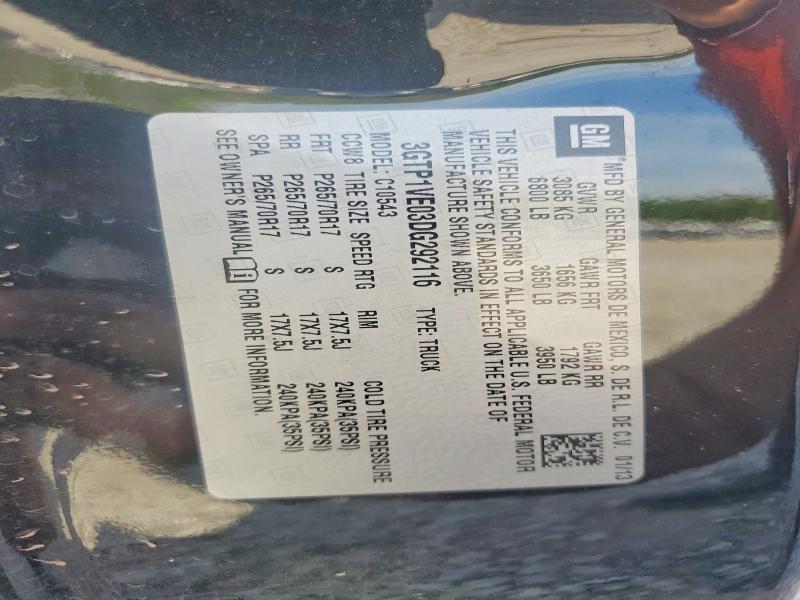 GM
MFD BY GENERAL MOTORS DE MEXICO, S. DE R.L. DE C.V. 01/13
GVWR GAWR FRT GAWR RR
3085 KG 1656 KG 1792 KG
6800 LB 3650 LB 3950 LB
THIS VEHICLE CONFORMS TO ALL APPLICABLE U.S. FEDERAL MOTOR
VEHICLE SAFETY STANDARDS IN EFFECT ON THE DATE OF
MANUFACTURE SHOWN ABOVE.
3GTP1VE03DG292116 TYPE: TRUCK
MODEL: C10543
CCW8 TIRE SIZE SPEED RTG RIM COLD TIRE PRESSURE
FRT P265/70R17 S 17X7.5J 240KPA(35PSI)
RR P265/70R17 S 17X7.5J 240KPA(35PSI)
SPA P265/70R17 S 17X7.5J 240KPA(35PSI)
SEE OWNER'S MANUAL FOR MORE INFORMATION.